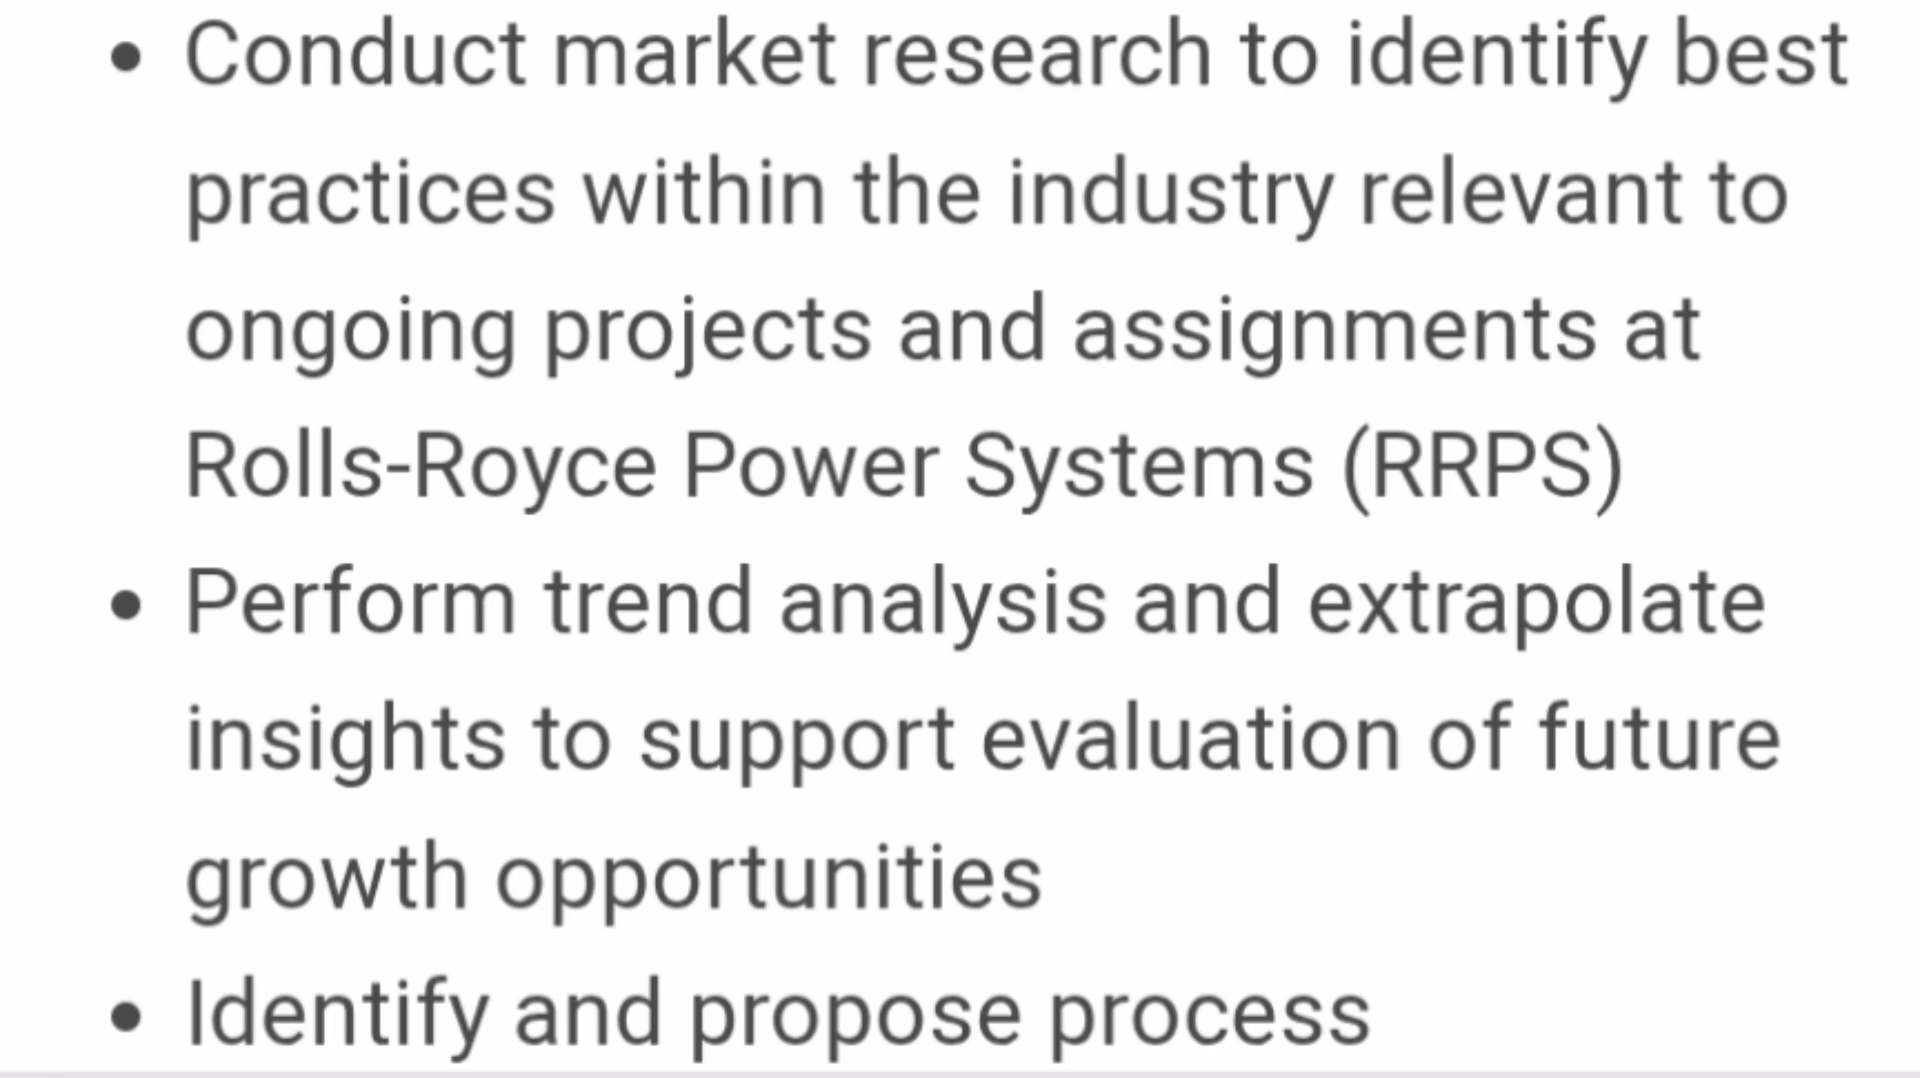 • Conduct market research to identify best
practices within the industry relevant to
ongoing projects and assignments at
Rolls-Royce Power Systems (RRPS)
• Perform trend analysis and extrapolate
insights to support evaluation of future
growth opportunities
• Identify and propose process